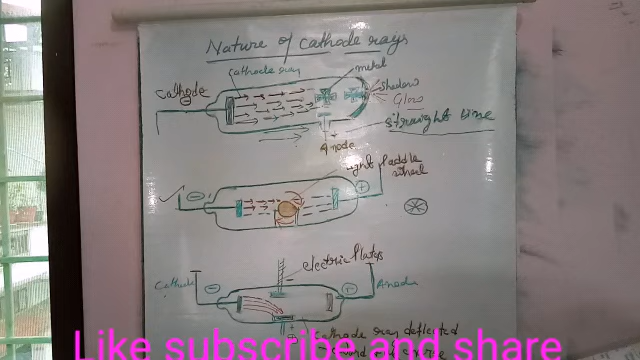 Nature of cathode rays
cathode ray
metal
cathode
shadow
Glow
straight line
Anode
light Paddle
wheel
electric Plates
Cathode
Anode
Cathode ray deflected
Like subscribe and share